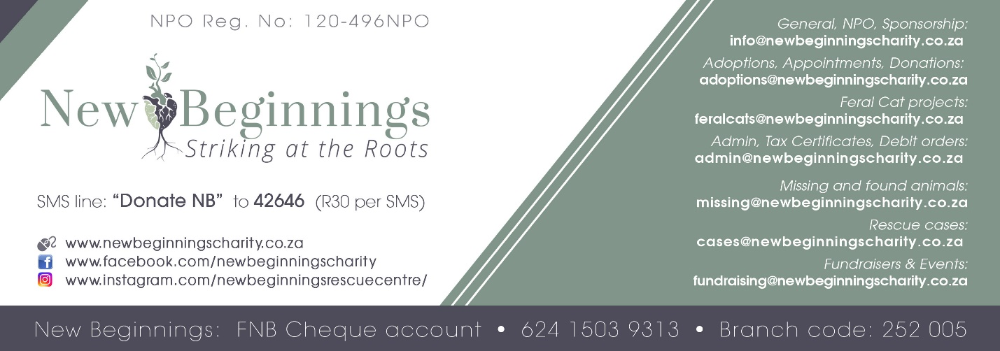 NPO Reg. No: 120-496NPO
New Beginnings
Striking at the Roots
SMS line: “Donate NB” to 42646 (R30 per SMS)
www.newbeginningscharity.co.za
www.facebook.com/newbeginningscharity
www.instagram.com/newbeginningsrescuecentre/
General, NPO, Sponsorship:
info@newbeginningscharity.co.za
Adoptions, Appointments, Donations:
adoptions@newbeginningscharity.co.za
Feral Cat projects:
feralcats@newbeginningscharity.co.za
Admin, Tax Certificates, Debit orders:
admin@newbeginningscharity.co.za
Missing and found animals:
missing@newbeginningscharity.co.za
Rescue cases:
cases@newbeginningscharity.co.za
Fundraisers & Events:
fundraising@newbeginningscharity.co.za
New Beginnings: FNB Cheque account • 624 1503 9313 • Branch code: 252 005